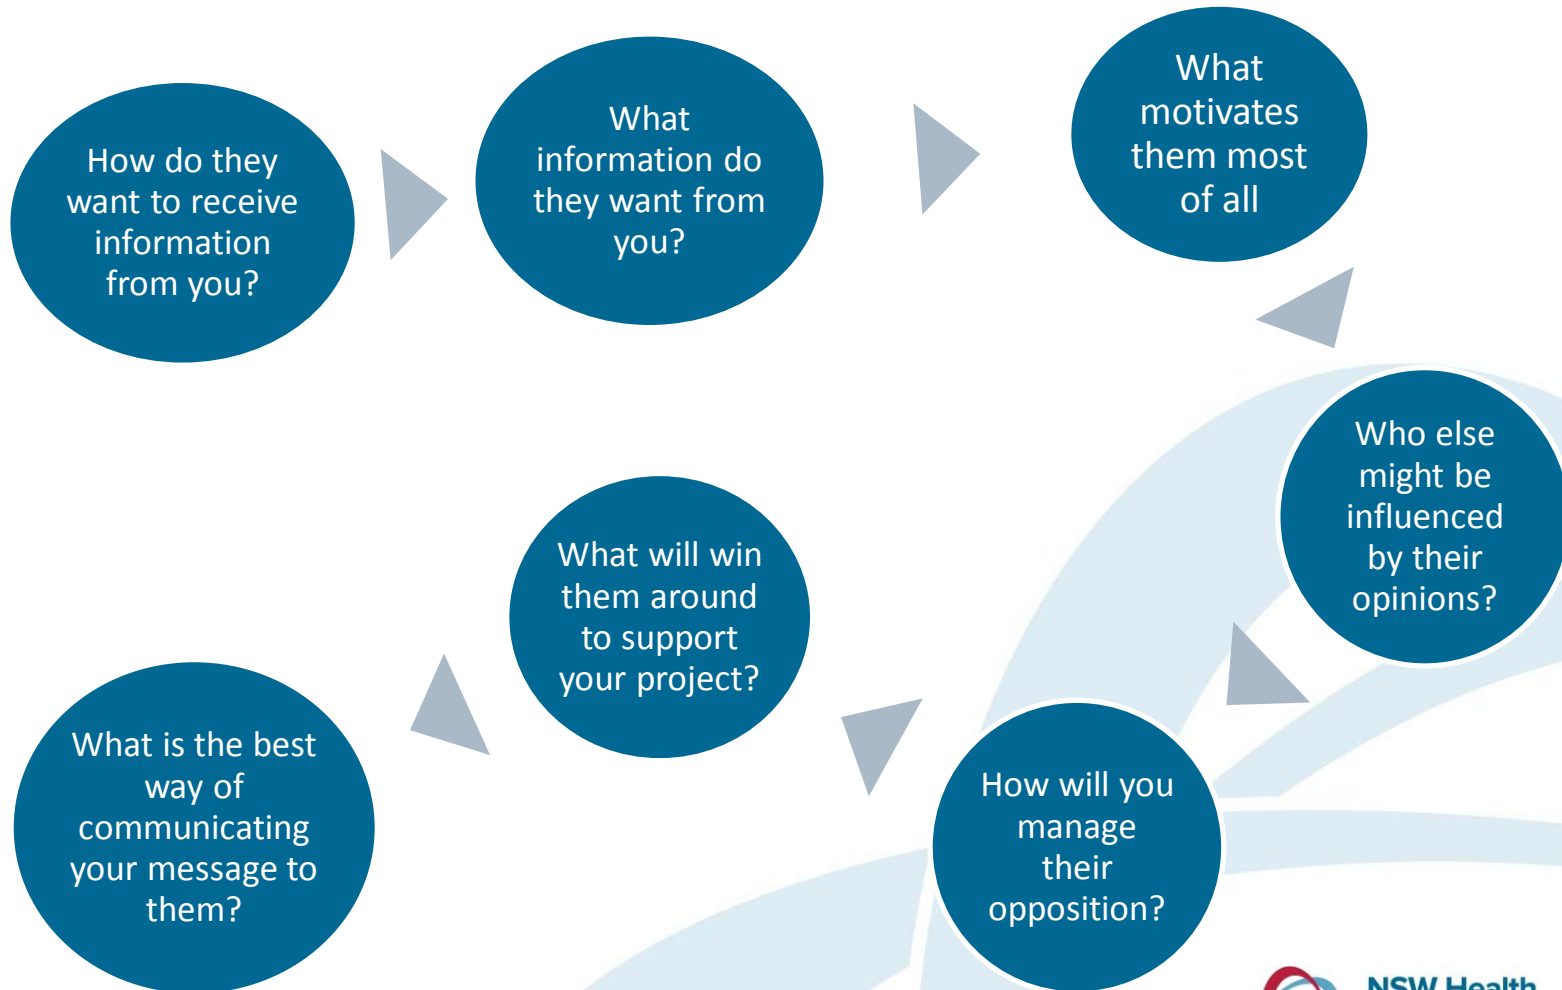 How do they
want to receive
information
from you?
What
information do
they want from
you?
What
motivates
them most
of all
Who else
might be
influenced
by their
opinions?
How will you
manage
their
opposition?
What will win
them around
to support
your project?
What is the best
way of
communicating
your message to
them?
NSW Health